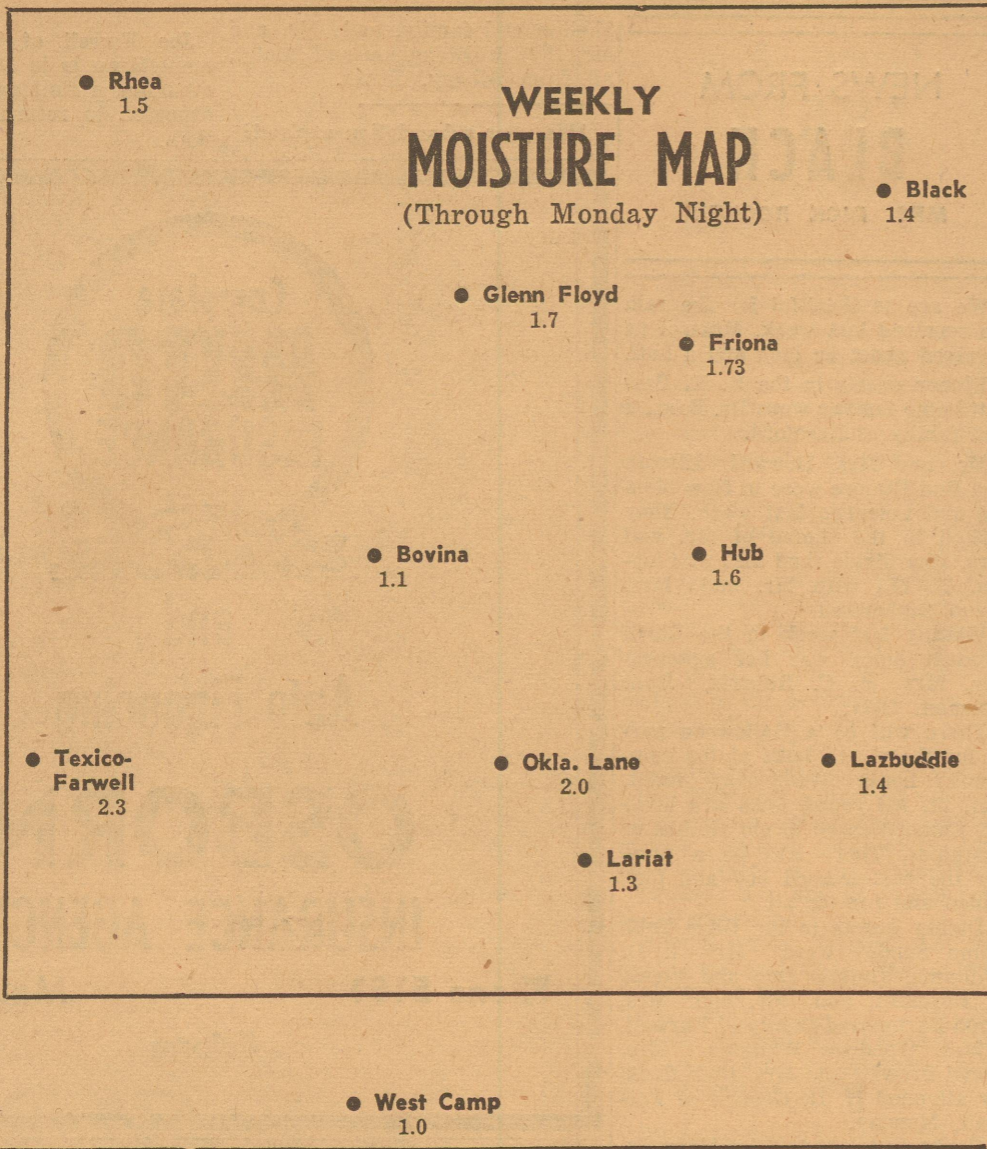 Rhea
1.5
WEEKLY
MOISTURE MAP
(Through Monday Night)
Black
1.4
Glenn Floyd
1.7
Friona
1.73
Bovina
1.1
Hub
1.6
Texico-
Farwell
2.3
Okla. Lane
2.0
Lazbuddie
1.4
Lariat
1.3
West Camp
1.0